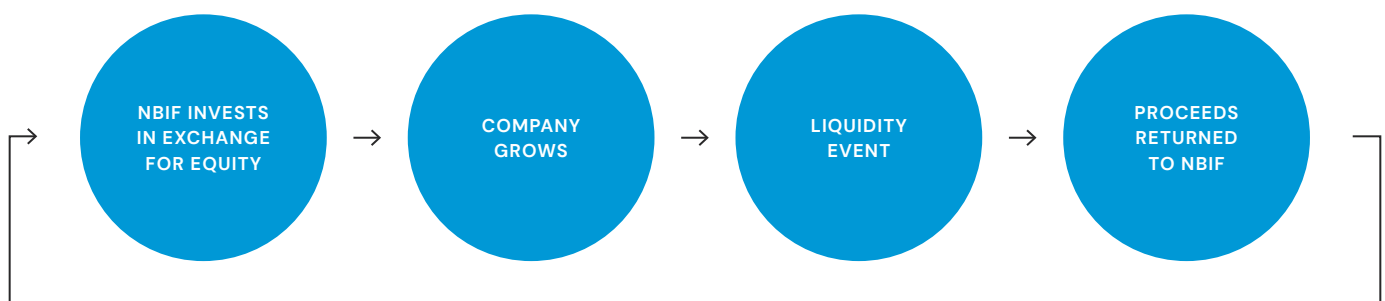 NBIF INVESTS
IN EXCHANGE
FOR EQUITY
COMPANY
GROWS
LIQUIDITY
EVENT
PROCEEDS
RETURNED
TO NBIF